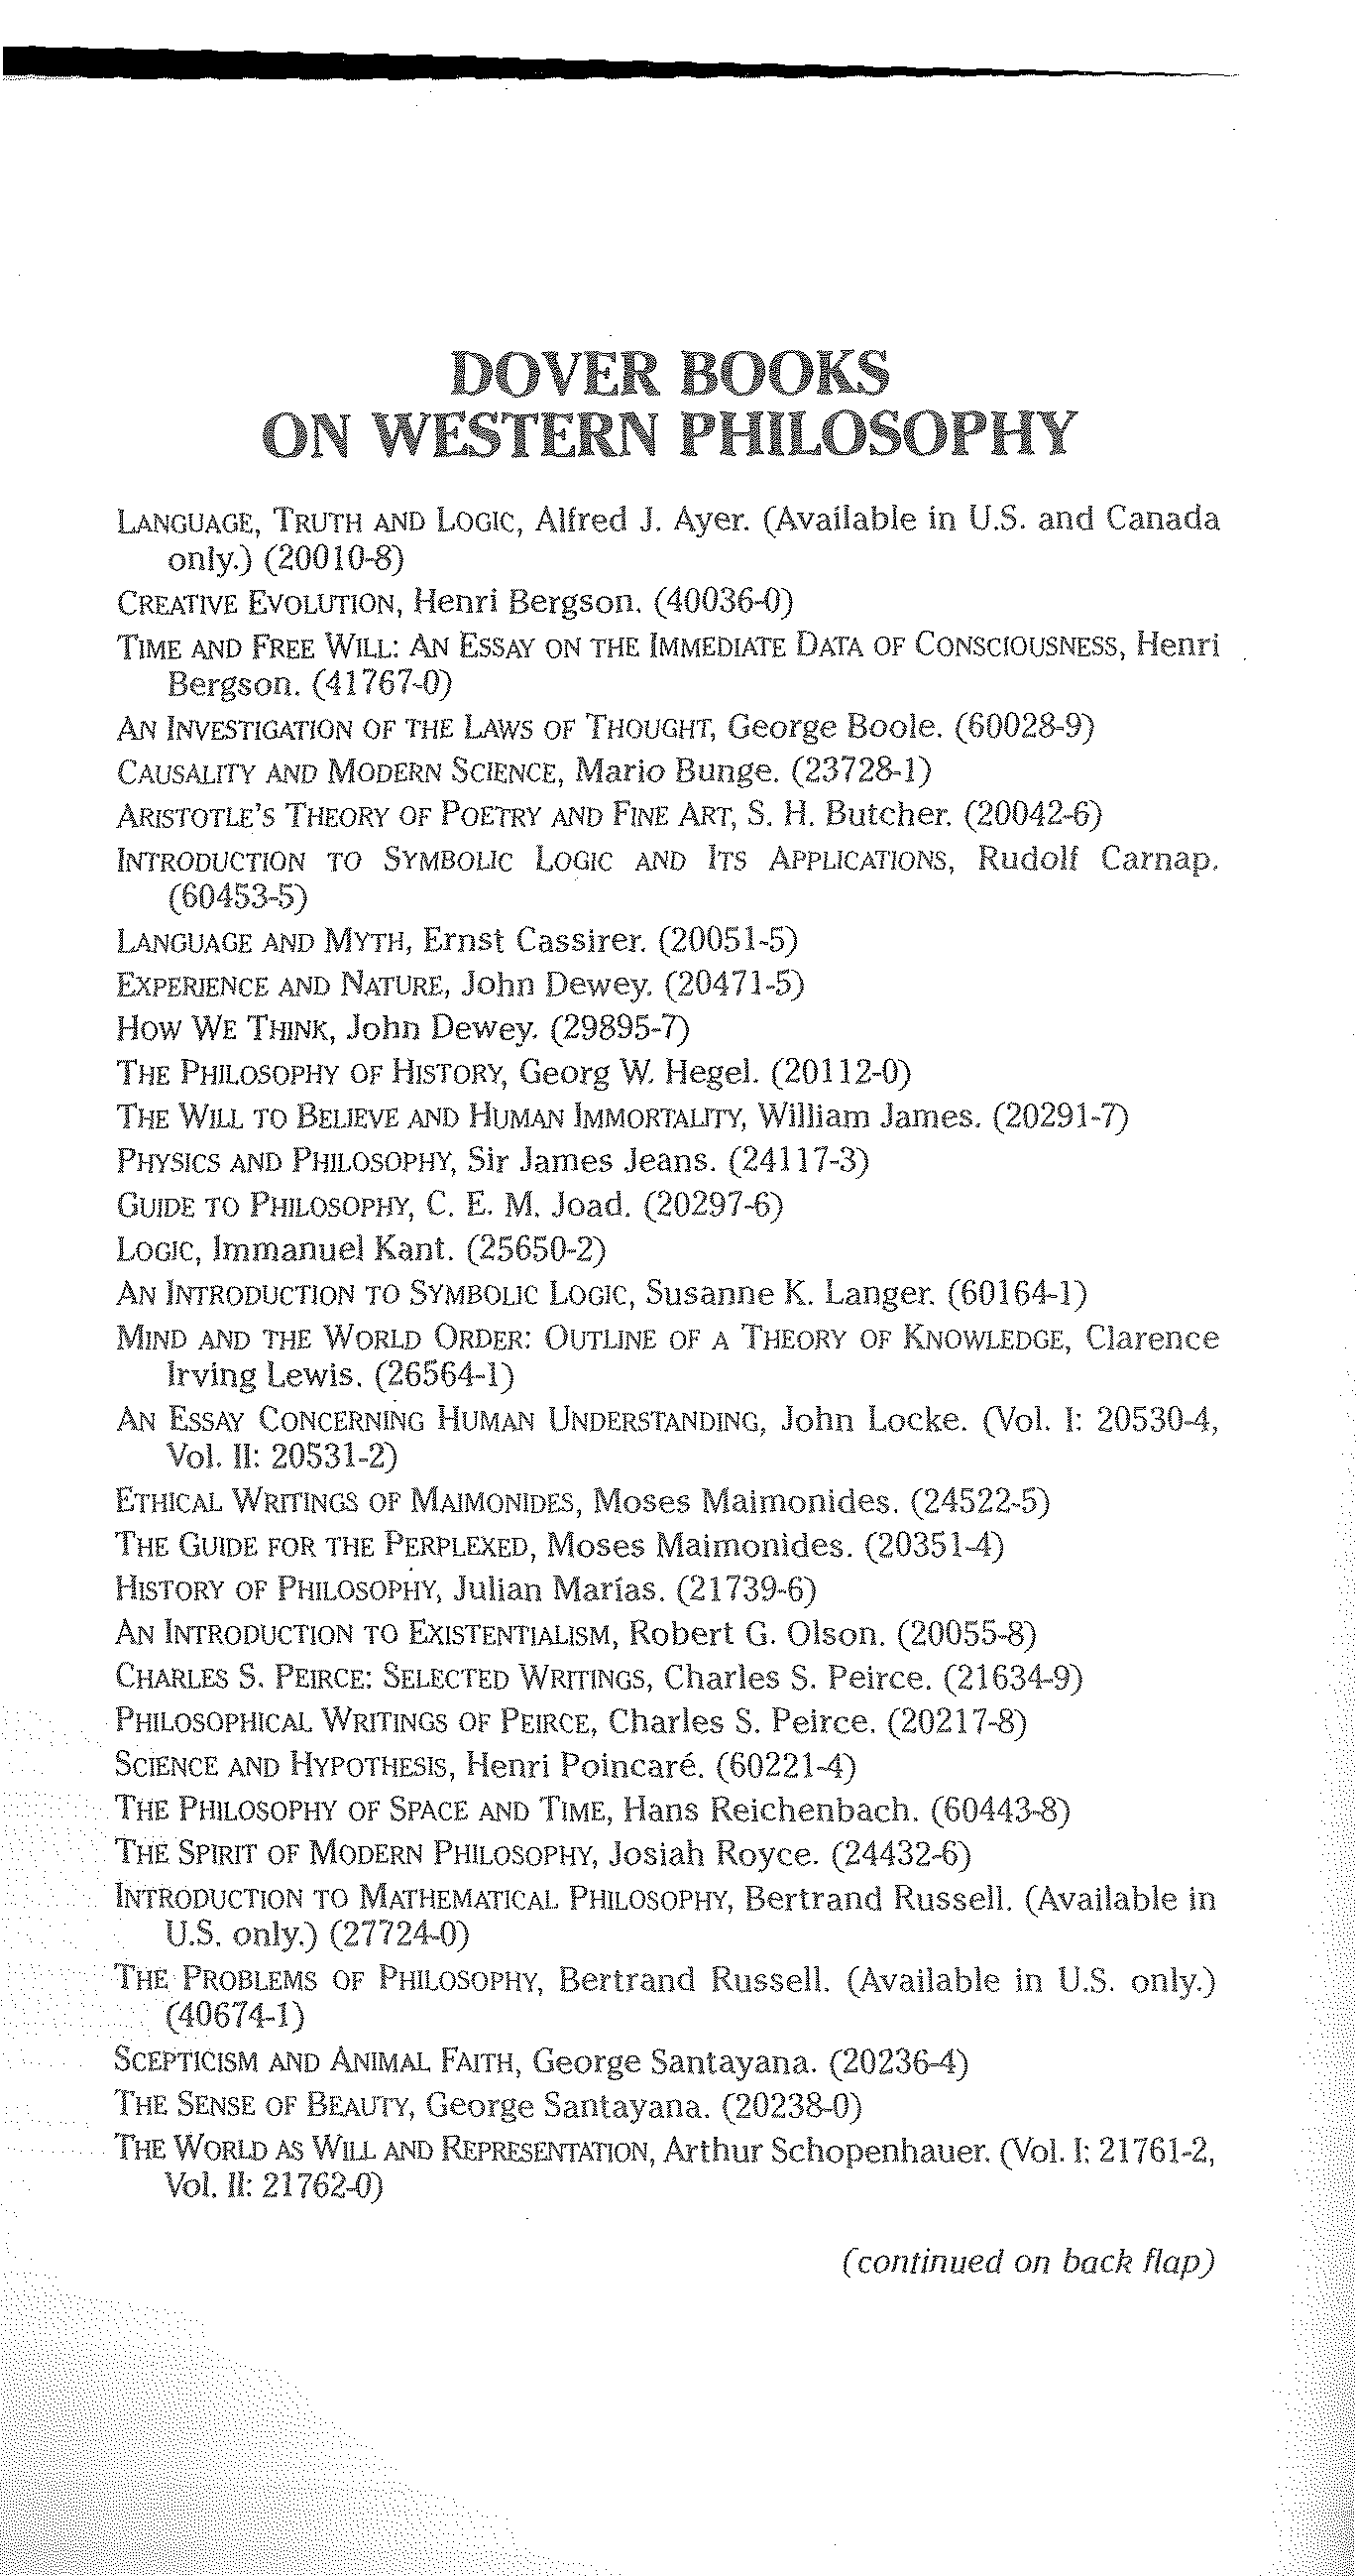 DOVER BOOKS
ON WESTERN PHILOSOPHY
LANGUAGE, TRUTH AND LOGIC, Alfred J. Ayer. (Available in U.S. and Canada
only.) (20010-8)
CREATIVE EVOLUTION, Henri Bergson. (40036-0)
TIME AND FREE WILL: AN ESSAY ON THE IMMEDIATE DATA OF CONSCIOUSNESS, Henri
Bergson. (41767-0)
AN INVESTIGATION OF THE LAWS OF THOUGHT, George Boole. (60028-9)
CAUSALITY AND MODERN SCIENCE, Mario Bunge. (23728-1)
ARISTOTLE'S THEORY OF POETRY AND FINE ART, S. H. Butcher. (20042-6)
INTRODUCTION TO SYMBOLIC LOGIC AND ITS APPLICATIONS, Rudolf Carnap.
(60453-5)
LANGUAGE AND MYTH, Ernst Cassirer. (20051-5)
EXPERIENCE AND NATURE, John Dewey. (20471-5)
HOW WE THINK, John Dewey. (29895-7)
THE PHILOSOPHY OF HISTORY, Georg W. Hegel. (20112-0)
THE WILL TO BELIEVE AND HUMAN IMMORTALITY, William James. (20291-7)
PHYSICS AND PHILOSOPHY, Sir James Jeans. (24117-3)
GUIDE TO PHILOSOPHY, C. E. M. Joad. (20297-6)
LOGIC, Immanuel Kant. (25650-2)
AN INTRODUCTION TO SYMBOLIC LOGIC, Susanne K. Langer. (60164-1)
MIND AND THE WORLD ORDER: OUTLINE OF A THEORY OF KNOWLEDGE, Clarence
Irving Lewis. (26564-1)
AN ESSAY CONCERNING HUMAN UNDERSTANDING, John Locke. (Vol. I: 20530-4,
Vol. II: 20531-2)
ETHICAL WRITINGS OF MAIMONIDES, Moses Maimonides. (24522-5)
THE GUIDE FOR THE PERPLEXED, Moses Maimonides. (20351-4)
HISTORY OF PHILOSOPHY, Julian Marías. (21739-6)
AN INTRODUCTION TO EXISTENTIALISM, Robert G. Olson. (20055-8)
CHARLES S. PEIRCE: SELECTED WRITINGS, Charles S. Peirce. (21634-9)
PHILOSOPHICAL WRITINGS OF PEIRCE, Charles S. Peirce. (20217-8)
SCIENCE AND HYPOTHESIS, Henri Poincaré. (60221-4)
THE PHILOSOPHY OF SPACE AND TIME, Hans Reichenbach. (60443-8)
THE SPIRIT OF MODERN PHILOSOPHY, Josiah Royce. (24432-6)
INTRODUCTION TO MATHEMATICAL PHILOSOPHY, Bertrand Russell. (Available in
U.S. only.) (27724-0)
THE PROBLEMS OF PHILOSOPHY, Bertrand Russell. (Available in U.S. only.)
(40674-1)
SCEPTICISM AND ANIMAL FAITH, George Santayana. (20236-4)
THE SENSE OF BEAUTY, George Santayana. (20238-0)
THE WORLD AS WILL AND REPRESENTATION, Arthur Schopenhauer. (Vol. I: 21761-2,
Vol. II: 21762-0)
(continued on back flap)